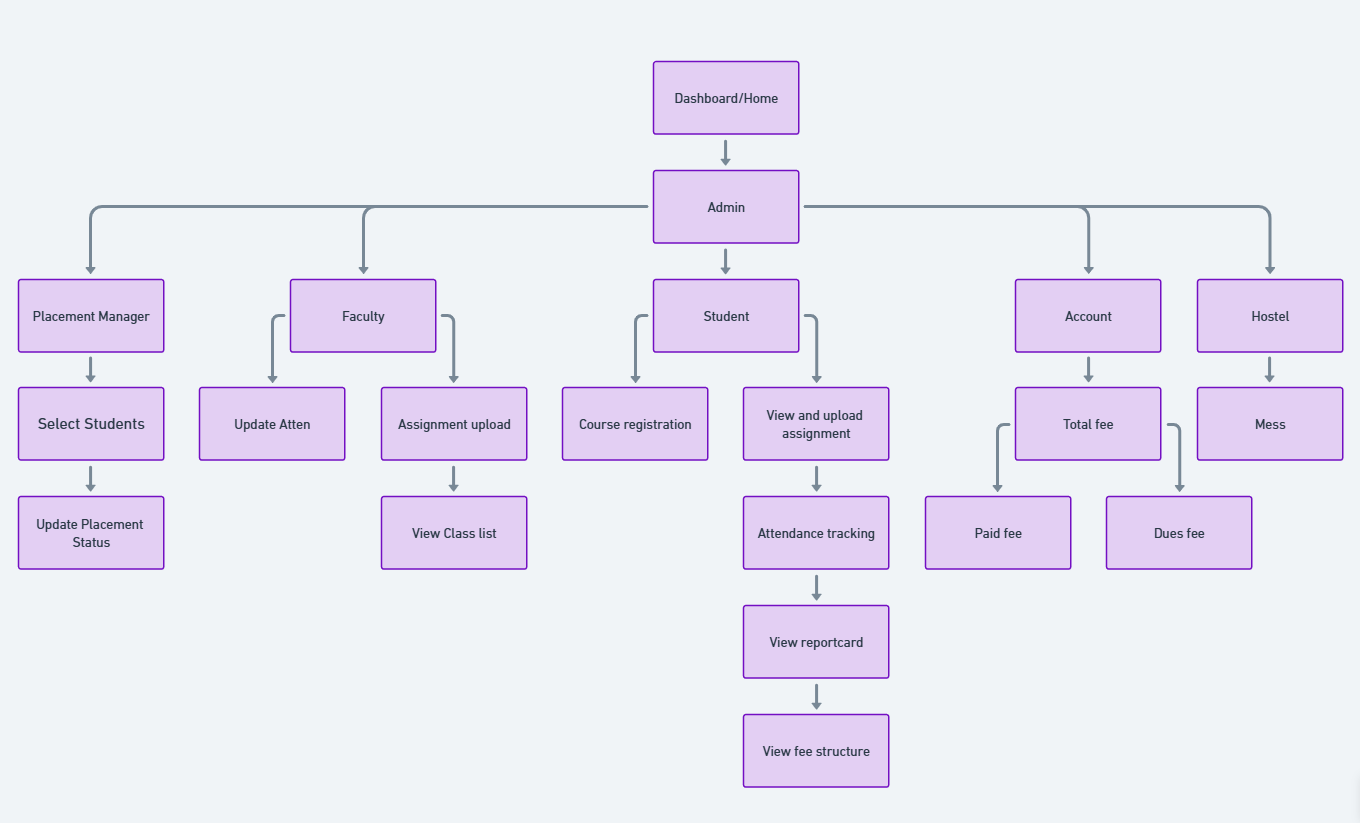 Dashboard/Home
Admin
Placement Manager
Faculty
Student
Account
Hostel
Select Students
Update Atten
Assignment upload
Course registration
View and upload
assignment
Total fee
Mess
Update Placement
Status
View Class list
Attendance tracking
Paid fee
Dues fee
View reportcard
View fee structure